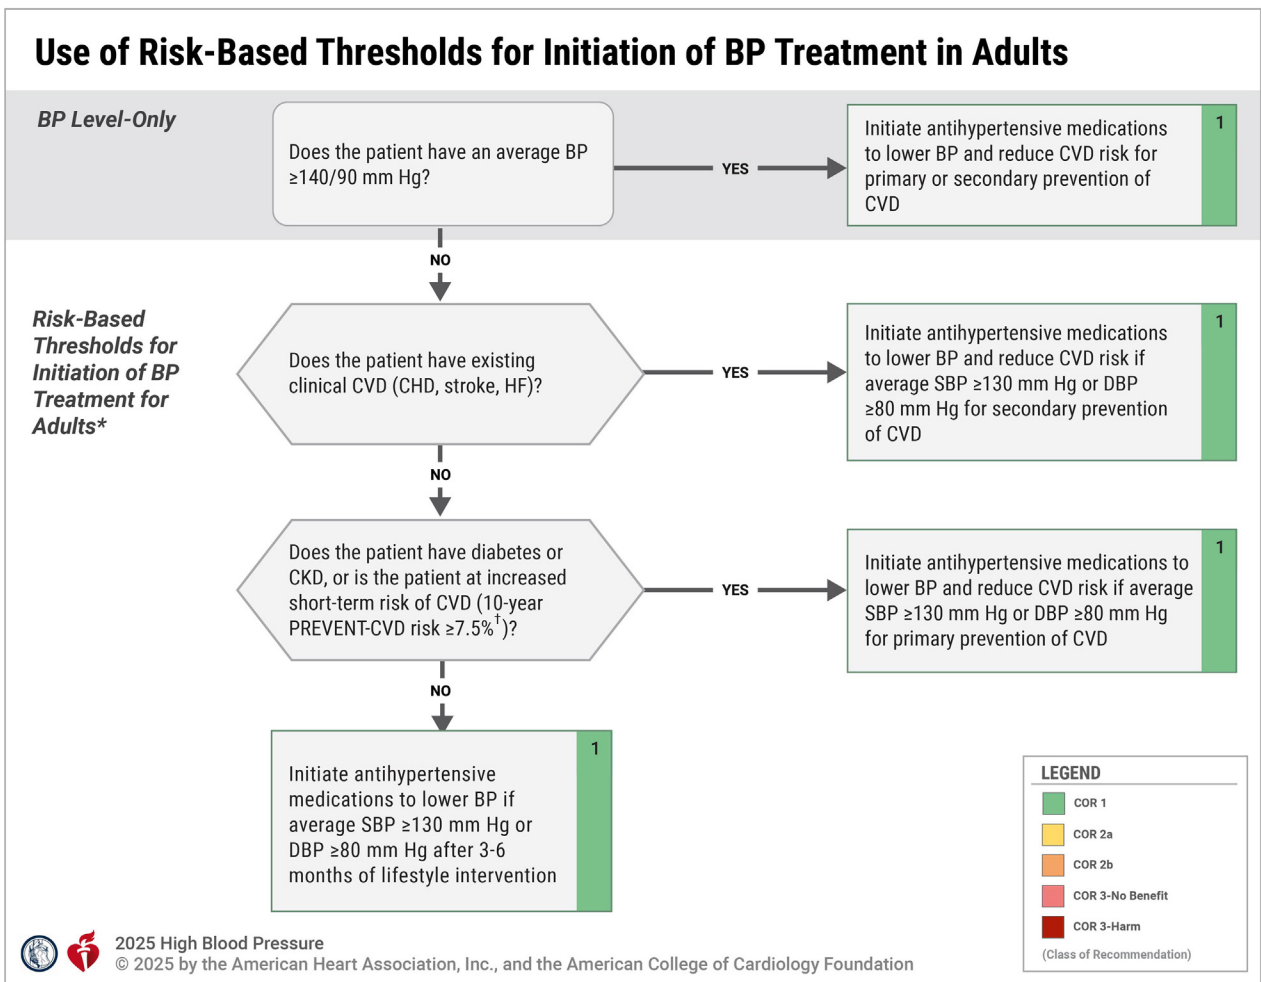 Use of Risk-Based Thresholds for Initiation of BP Treatment in Adults
BP Level-Only
Does the patient have an average BP
≥140/90 mm Hg?
YES
Initiate antihypertensive medications
to lower BP and reduce CVD risk for
primary or secondary prevention of
CVD
1
NO
Risk-Based
Thresholds for
Initiation of BP
Treatment for
Adults*
Does the patient have existing
clinical CVD (CHD, stroke, HF)?
YES
Initiate antihypertensive medications
to lower BP and reduce CVD risk if
average SBP ≥130 mm Hg or DBP
≥80 mm Hg for secondary prevention
of CVD
1
NO
Does the patient have diabetes or
CKD, or is the patient at increased
short-term risk of CVD (10-year
PREVENT-CVD risk ≥7.5%†)?
YES
Initiate antihypertensive medications to
lower BP and reduce CVD risk if average
SBP ≥130 mm Hg or DBP ≥80 mm Hg
for primary prevention of CVD
1
NO
Initiate antihypertensive
medications to lower BP if
average SBP ≥130 mm Hg or
DBP ≥80 mm Hg after 3-6
months of lifestyle intervention
1
LEGEND
COR 1
COR 2a
COR 2b
COR 3-No Benefit
COR 3-Harm
(Class of Recommendation)
2025 High Blood Pressure
© 2025 by the American Heart Association, Inc., and the American College of Cardiology Foundation